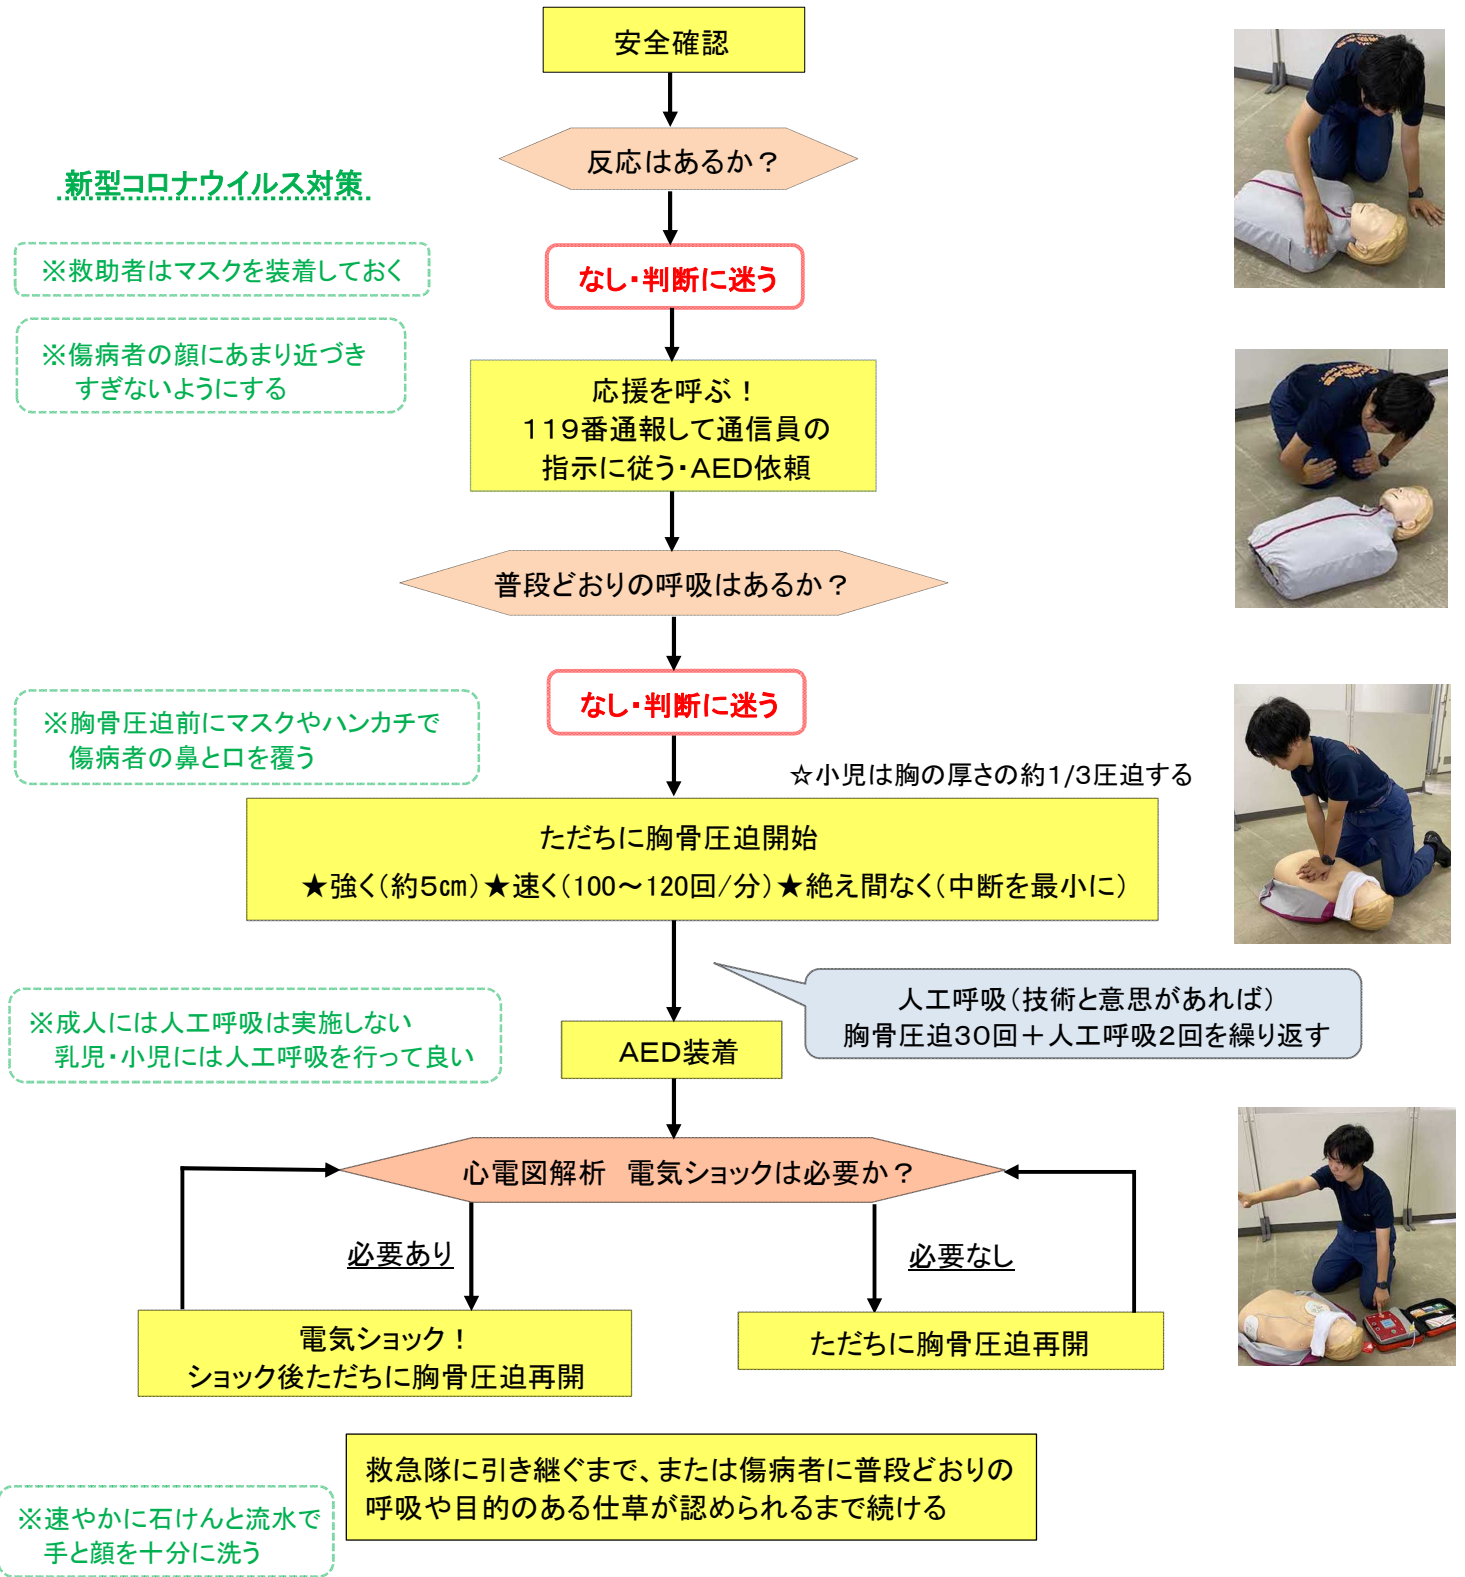 安全確認
反応はあるか？
新型コロナウイルス対策
※救助者はマスクを装着しておく
なし・判断に迷う
※傷病者の顔にあまり近づき
すぎないようにする
応援を呼ぶ！
119番通報して通信員の
指示に従う・AED依頼
普段どおりの呼吸はあるか？
なし・判断に迷う
※胸骨圧迫前にマスクやハンカチで
傷病者の鼻と口を覆う
☆小児は胸の厚さの約1/3圧迫する
ただちに胸骨圧迫開始
★強く（約5㎝）★速く（100～120回/分）★絶え間なく（中断を最小に）
人工呼吸（技術と意思があれば）
胸骨圧迫30回＋人工呼吸2回を繰り返す
※成人には人工呼吸は実施しない
乳児・小児には人工呼吸を行って良い
AED装着
心電図解析　電気ショックは必要か？
必要あり
必要なし
電気ショック！
ショック後ただちに胸骨圧迫再開
ただちに胸骨圧迫再開
救急隊に引き継ぐまで、または傷病者に普段どおりの
呼吸や目的のある仕草が認められるまで続ける
※速やかに石けんと流水で
手と顔を十分に洗う